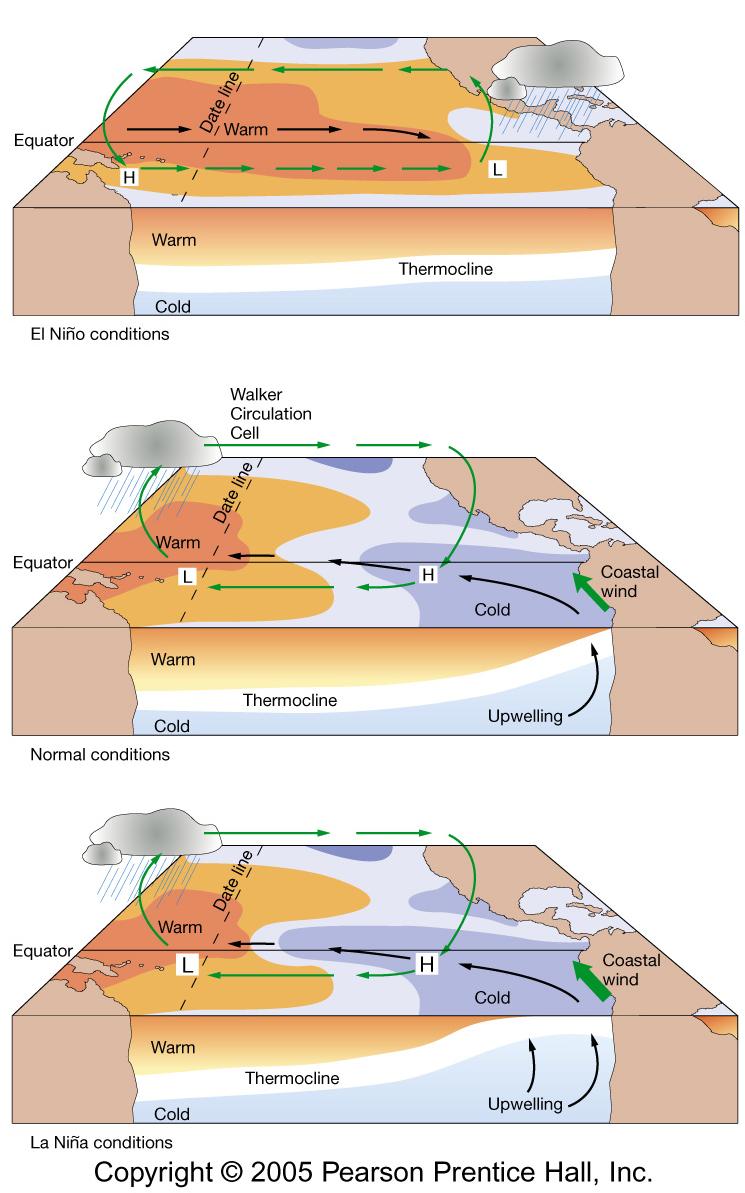 Date line
Warm
Equator
H
L
Warm
Thermocline
Cold
El Niño conditions
Walker
Circulation
Cell
Date line
Warm
Equator
L
H
Coastal
wind
Cold
Warm
Thermocline
Upwelling
Cold
Normal conditions
Date line
Warm
Equator
L
H
Coastal
wind
Cold
Warm
Thermocline
Upwelling
Cold
La Niña conditions
Copyright © 2005 Pearson Prentice Hall, Inc.